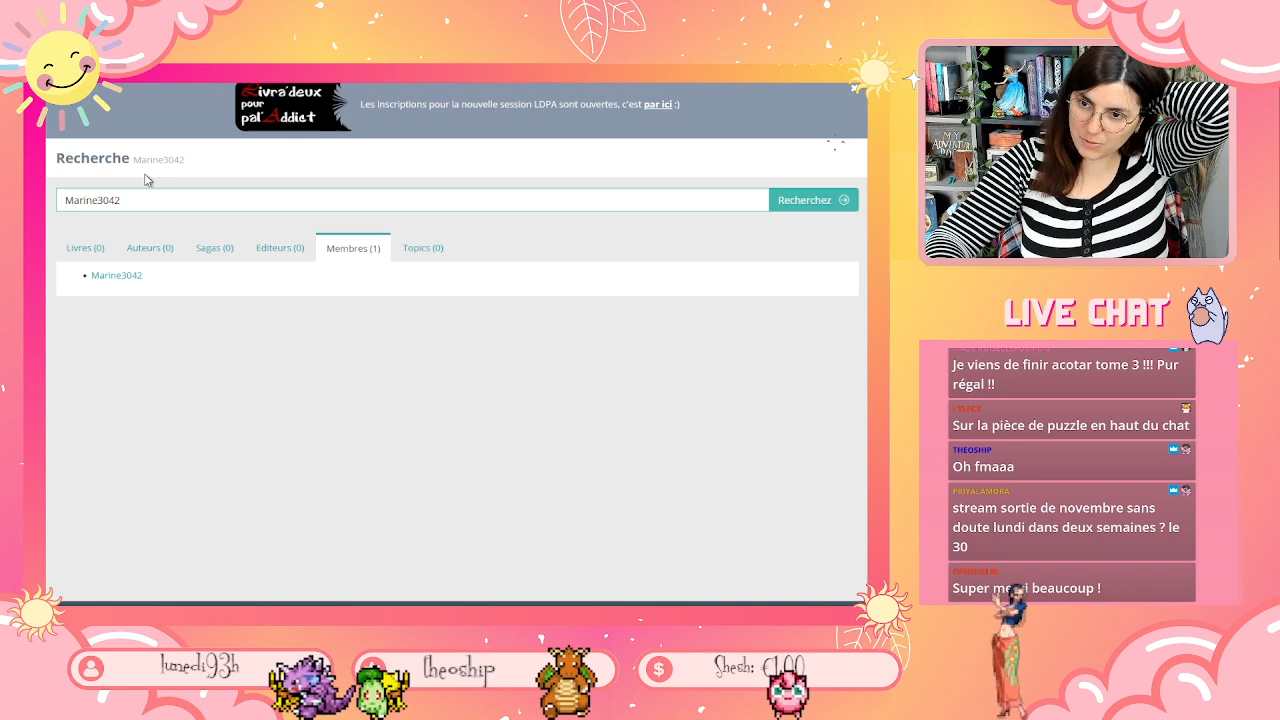 Livra'deux
pour
pal'Addict
Les inscriptions pour la nouvelle session LDPA sont ouvertes, c'est par ici :)
Recherche Marine3042
Marine3042
Recherchez
Livres (0)
Auteurs (0)
Sagas (0)
Editeurs (0)
Membres (1)
Topics (0)
Marine3042
MY
LIVE CHAT
Je viens de finir acotar tome 3 !!! Pur
régal !!
Sur la pièce de puzzle en haut du chat
THEOSHIP
Oh fmaaa
PRIYALAMORA
stream sortie de novembre sans
doute lundi dans deux semaines ? le
30
Super merci beaucoup !
lunedi93h
theoship
$